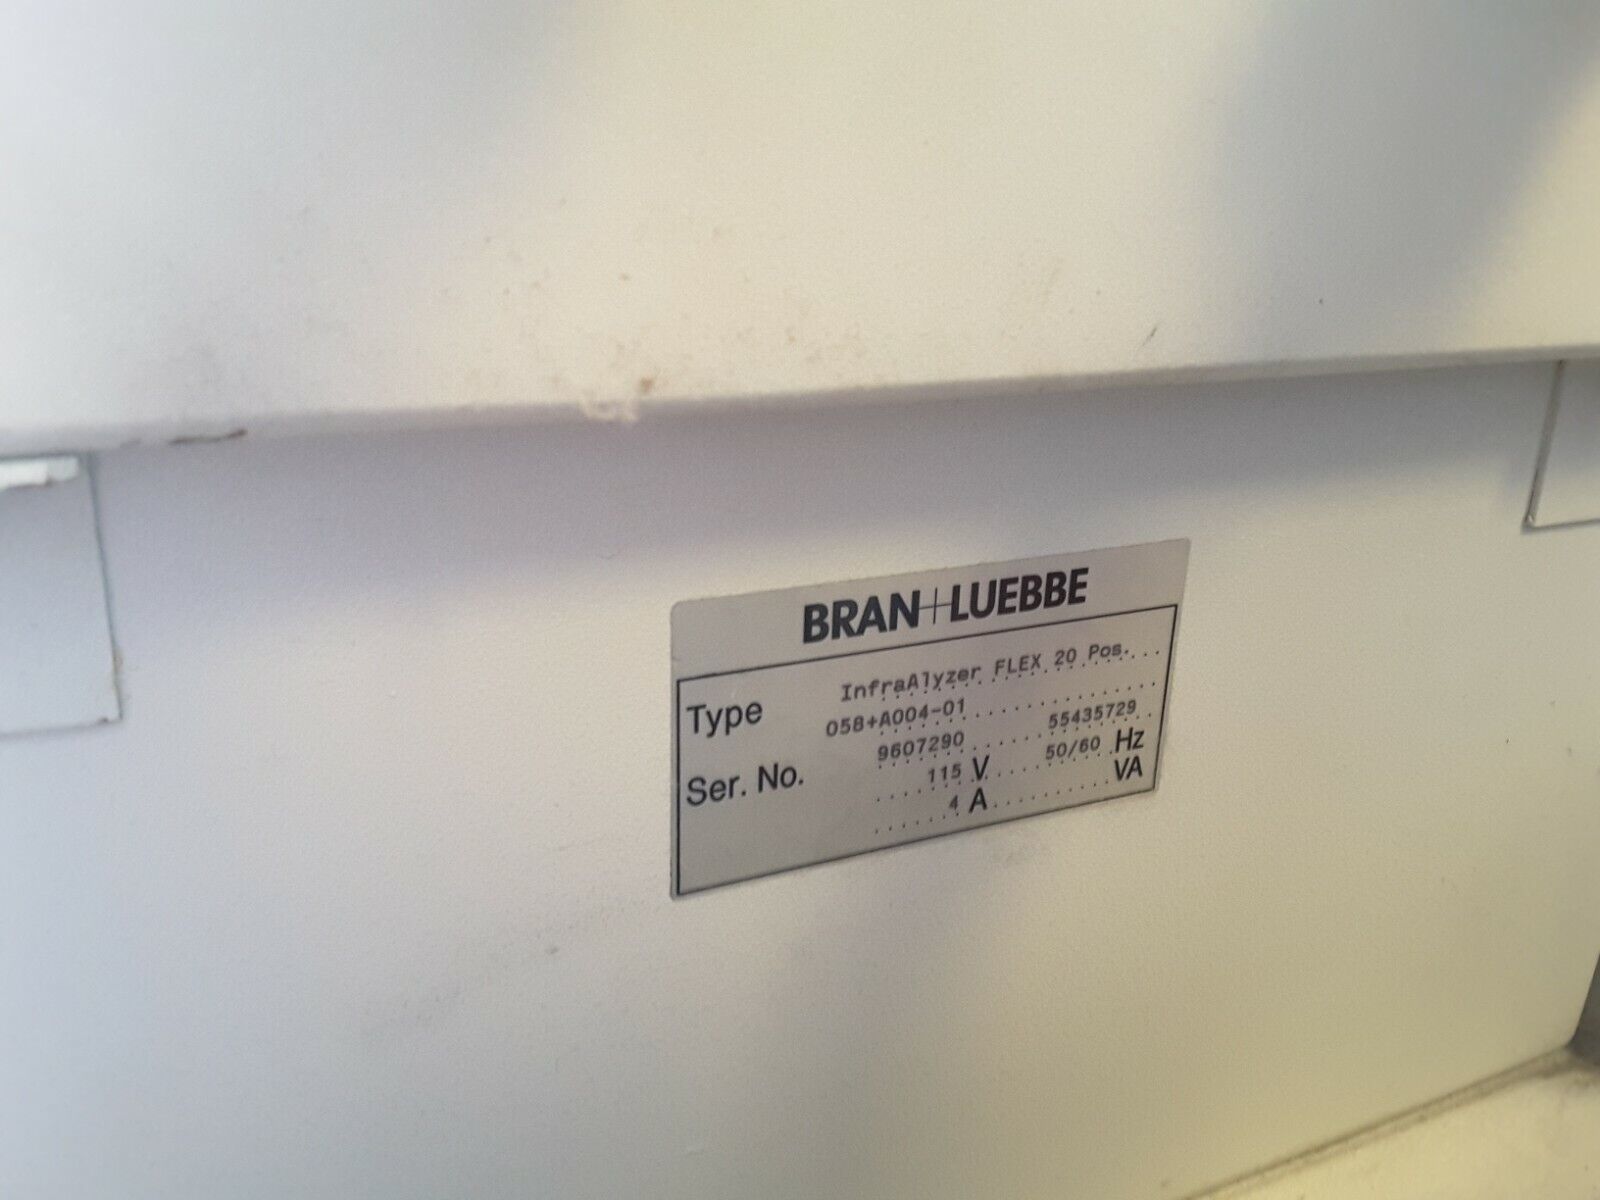 BRAN+LUEBBE
Type InfraAlyzer FLEX 20 Pos.
058+A004-01
Ser. No. 9607290 55435729
115 V 50/60 Hz
4 A VA